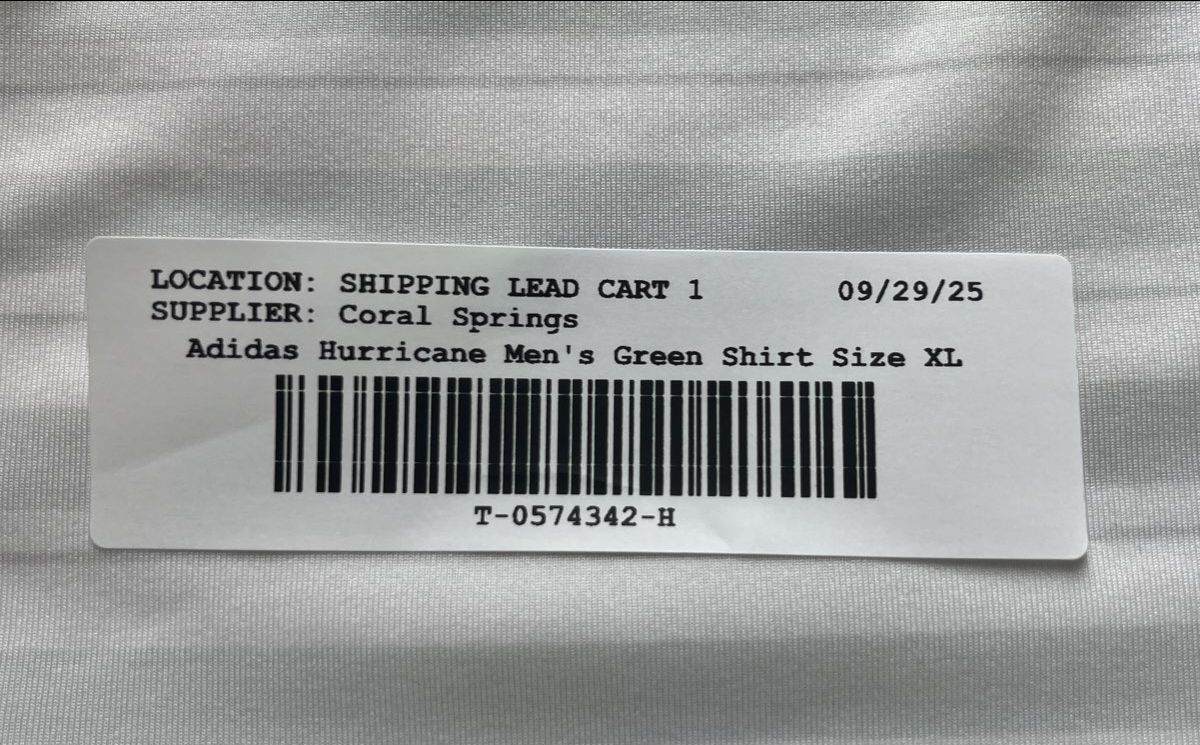 LOCATION: SHIPPING LEAD CART 1 09/29/25
SUPPLIER: Coral Springs
Adidas Hurricane Men's Green Shirt Size XL
T-0574342-H